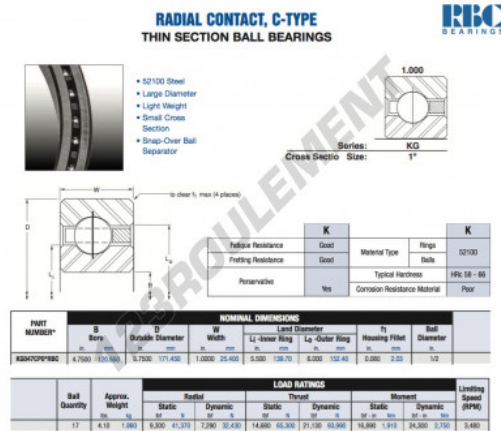 RADIAL CONTACT, C-TYPE
THIN SECTION BALL BEARINGS
RBC
BEARINGS
• 52100 Steel
• Large Diameter
• Light Weight
• Small Cross
Section
• Snap-Over Ball
Separator
1.000
Series: KG
Cross Sectio Size: 1"
W
to clear f₁ max (4 places)
D
B
K K
Fatigue Resistance Good Material Type Rings 52100
Fretting Resistance Good Balls
Perservative Yes Typical Hardness HRc 58 - 66
Corrosion Resistance Material Poor
123ROULEMENT
PART NUMBER* NOMINAL DIMENSIONS
B Bore D Outside Diameter W Width Land Diameter f₁ Housing Fillet Ball Diameter
Lj -Inner Ring Lo -Outer Ring
in. mm in. mm in. mm in. mm in. mm in. mm in.
KG047CP0*RBC 4.7500 120.650 6.7500 171.450 1.0000 25.400 5.500 139.70 6.000 152.40 0.080 2.03 1/2
Ball Quantity Approx. Weight LOAD RATINGS Limiting Speed (RPM)
Radial Thrust Moment
Static Dynamic Static Dynamic Static Dynamic
lbs. kg lbf N lbf N lbf N lbf N lbf - in Nm lbf - in Nm
17 4.10 1.860 9,300 41,370 7,290 32,430 14,680 65,300 21,130 93,990 16,890 1,910 24,300 2,750 3,480